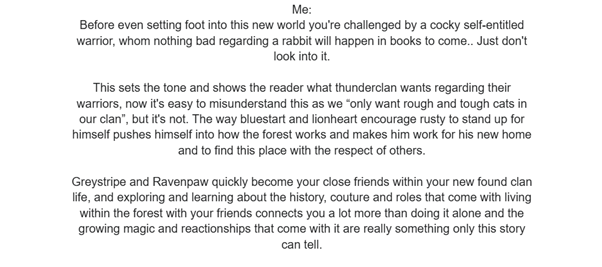 Me:
Before even setting foot into this new world you're challenged by a cocky self-entitled
warrior, whom nothing bad regarding a rabbit will happen in books to come.. Just don't
look into it.
This sets the tone and shows the reader what thunderclan wants regarding their
warriors, now it's easy to misunderstand this as we “only want rough and tough cats in
our clan”, but it's not. The way bluestart and lionheart encourage rusty to stand up for
himself pushes himself into how the forest works and makes him work for his new home
and to find this place with the respect of others.
Greystripe and Ravenpaw quickly become your close friends within your new found clan
life, and exploring and learning about the history, couture and roles that come with living
within the forest with your friends connects you a lot more than doing it alone and the
growing magic and reactionships that come with it are really something only this story
can tell.